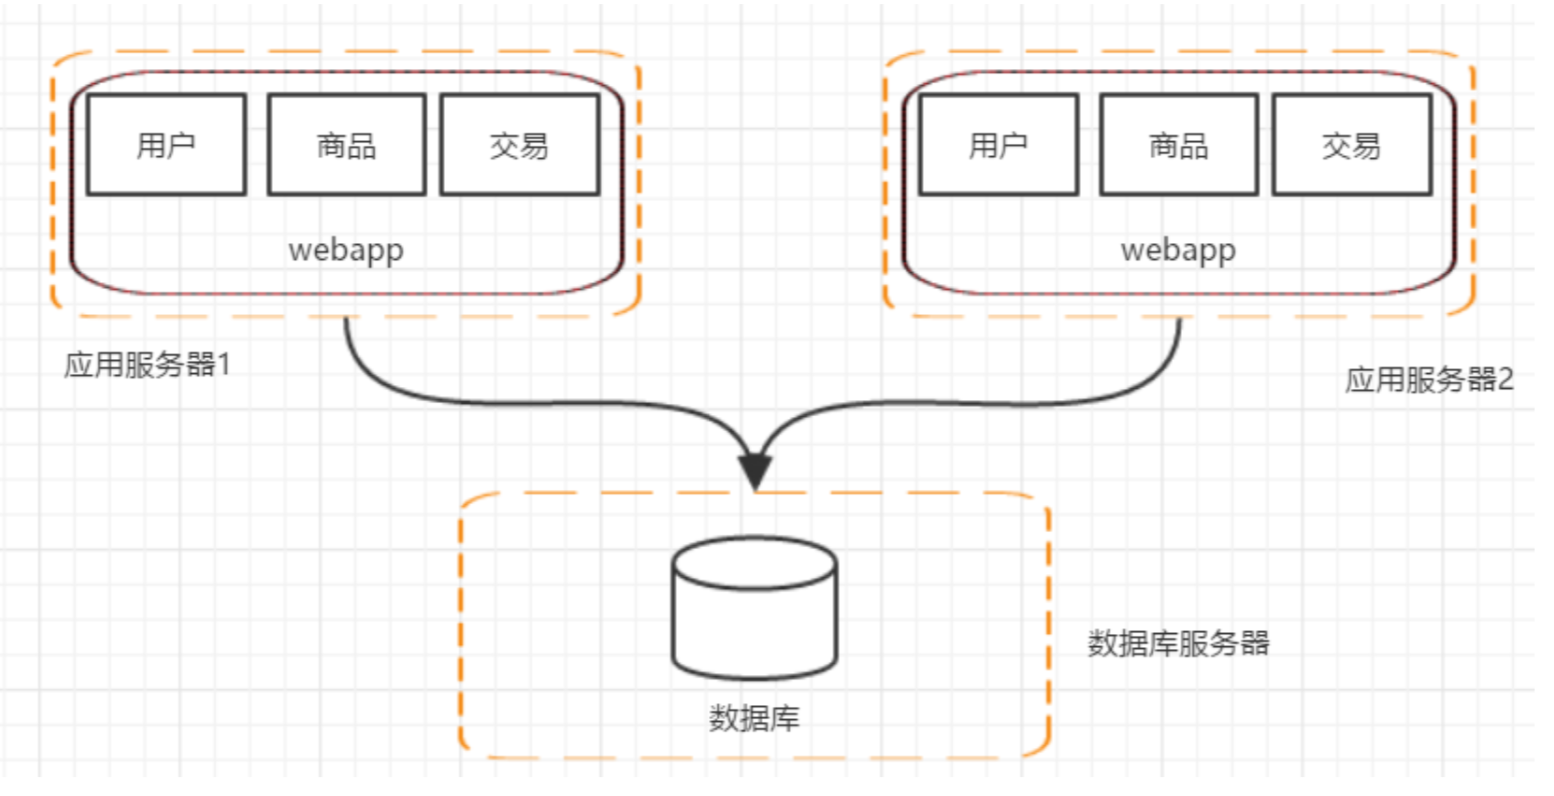 用户 商品 交易
webapp
应用服务器1
用户 商品 交易
webapp
应用服务器2
数据库
数据库服务器